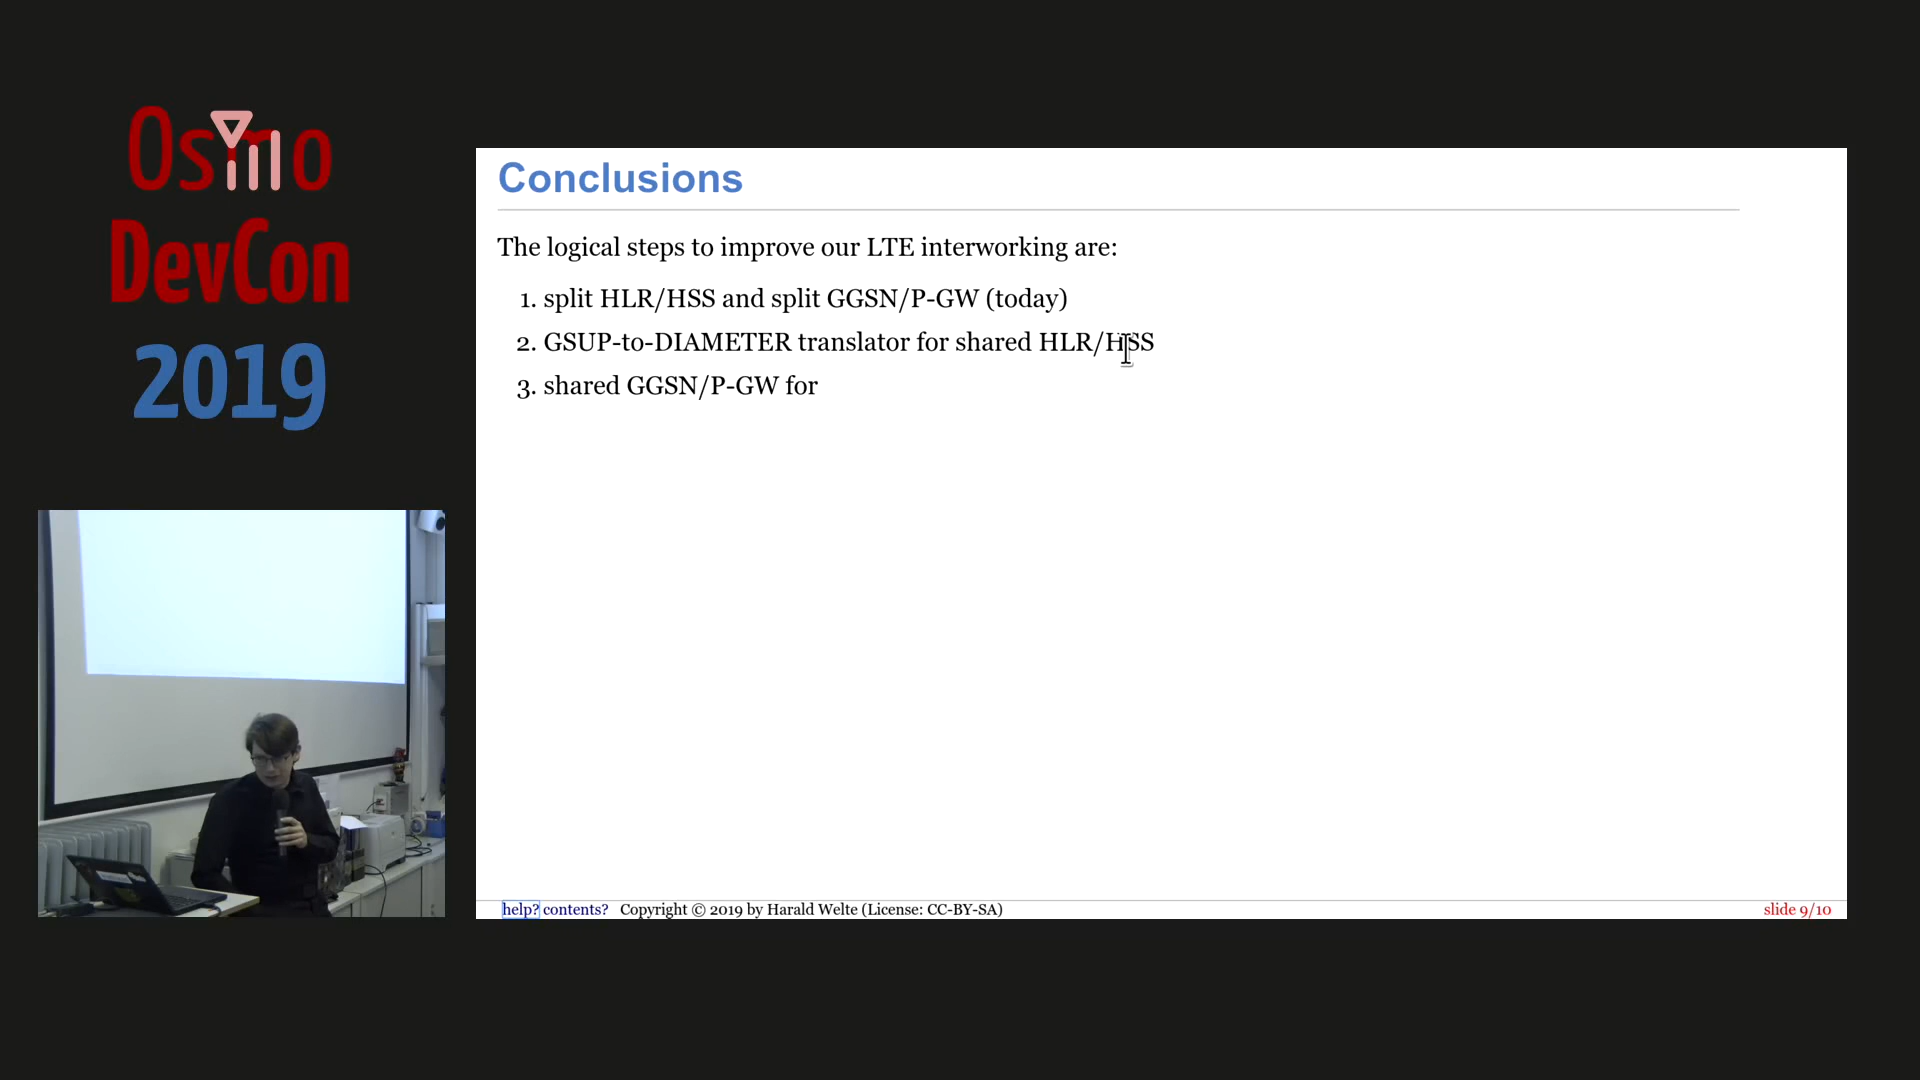 Osmo
DevCon
2019
Conclusions
The logical steps to improve our LTE interworking are:
1. split HLR/HSS and split GGSN/P-GW (today)
2. GSUP-to-DIAMETER translator for shared HLR/HSS
3. shared GGSN/P-GW for
help? contents? Copyright © 2019 by Harald Welte (License: CC-BY-SA)
slide 9/10